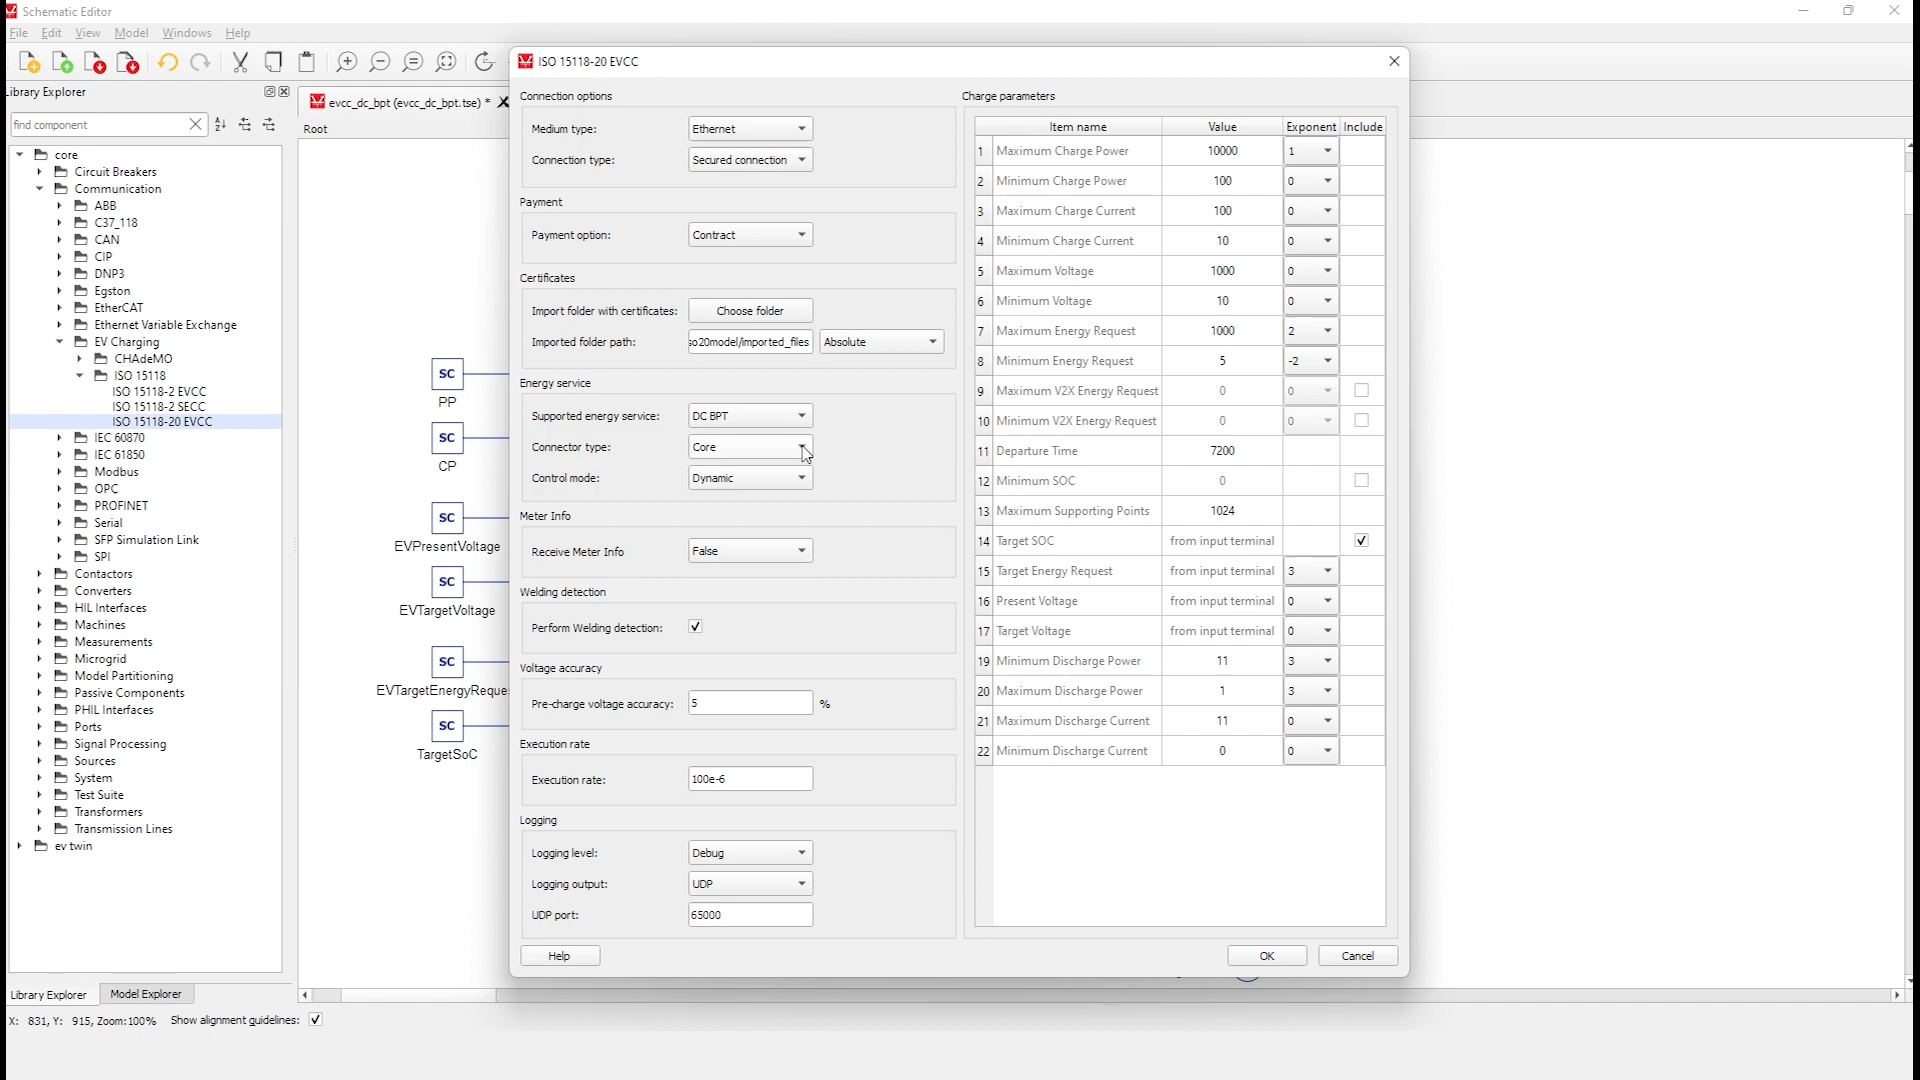 Schematic Editor
File Edit View Model Windows Help
Library Explorer
find component
core
Circuit Breakers
Communication
ABB
C37_118
CAN
CIP
DNP3
Egston
EtherCAT
Ethernet Variable Exchange
EV Charging
CHAdeMO
ISO 15118
ISO 15118-2 EVCC
ISO 15118-2 SECC
ISO 15118-20 EVCC
IEC 60870
IEC 61850
Modbus
OPC
PROFINET
Serial
SFP Simulation Link
SPI
Contactors
Converters
HIL Interfaces
Machines
Measurements
Microgrid
Model Partitioning
Passive Components
PHIL Interfaces
Ports
Signal Processing
Sources
System
Test Suite
Transformers
Transmission Lines
ev twin
Library Explorer Model Explorer
X: 831, Y: 915, Zoom:100% Show alignment guidelines:
evcc_dc_bpt (evcc_dc_bpt.tse) *
Root
SC
PP
SC
CP
SC
EVPresentVoltage
SC
EVTargetVoltage
SC
EVTargetEnergyReque
SC
TargetSoC
ISO 15118-20 EVCC
Connection options
Medium type: Ethernet
Connection type: Secured connection
Payment
Payment option: Contract
Certificates
Import folder with certificates: Choose folder
Imported folder path: so20model/imported_files Absolute
Energy service
Supported energy service: DC BPT
Connector type: Core
Control mode: Dynamic
Meter Info
Receive Meter Info False
Welding detection
Perform Welding detection:
Voltage accuracy
Pre-charge voltage accuracy: 5 %
Execution rate
Execution rate: 100e-6
Logging
Logging level: Debug
Logging output: UDP
UDP port: 65000
Help
Charge parameters
Item name Value Exponent Include
1 Maximum Charge Power 10000 1
2 Minimum Charge Power 100 0
3 Maximum Charge Current 100 0
4 Minimum Charge Current 10 0
5 Maximum Voltage 1000 0
6 Minimum Voltage 10 0
7 Maximum Energy Request 1000 2
8 Minimum Energy Request 5 -2
9 Maximum V2X Energy Request 0 0
10 Minimum V2X Energy Request 0 0
11 Departure Time 7200
12 Minimum SOC 0
13 Maximum Supporting Points 1024
14 Target SOC from input terminal
15 Target Energy Request from input terminal 3
16 Present Voltage from input terminal 0
17 Target Voltage from input terminal 0
19 Minimum Discharge Power 11 3
20 Maximum Discharge Power 1 3
21 Maximum Discharge Current 11 0
22 Minimum Discharge Current 0 0
OK Cancel